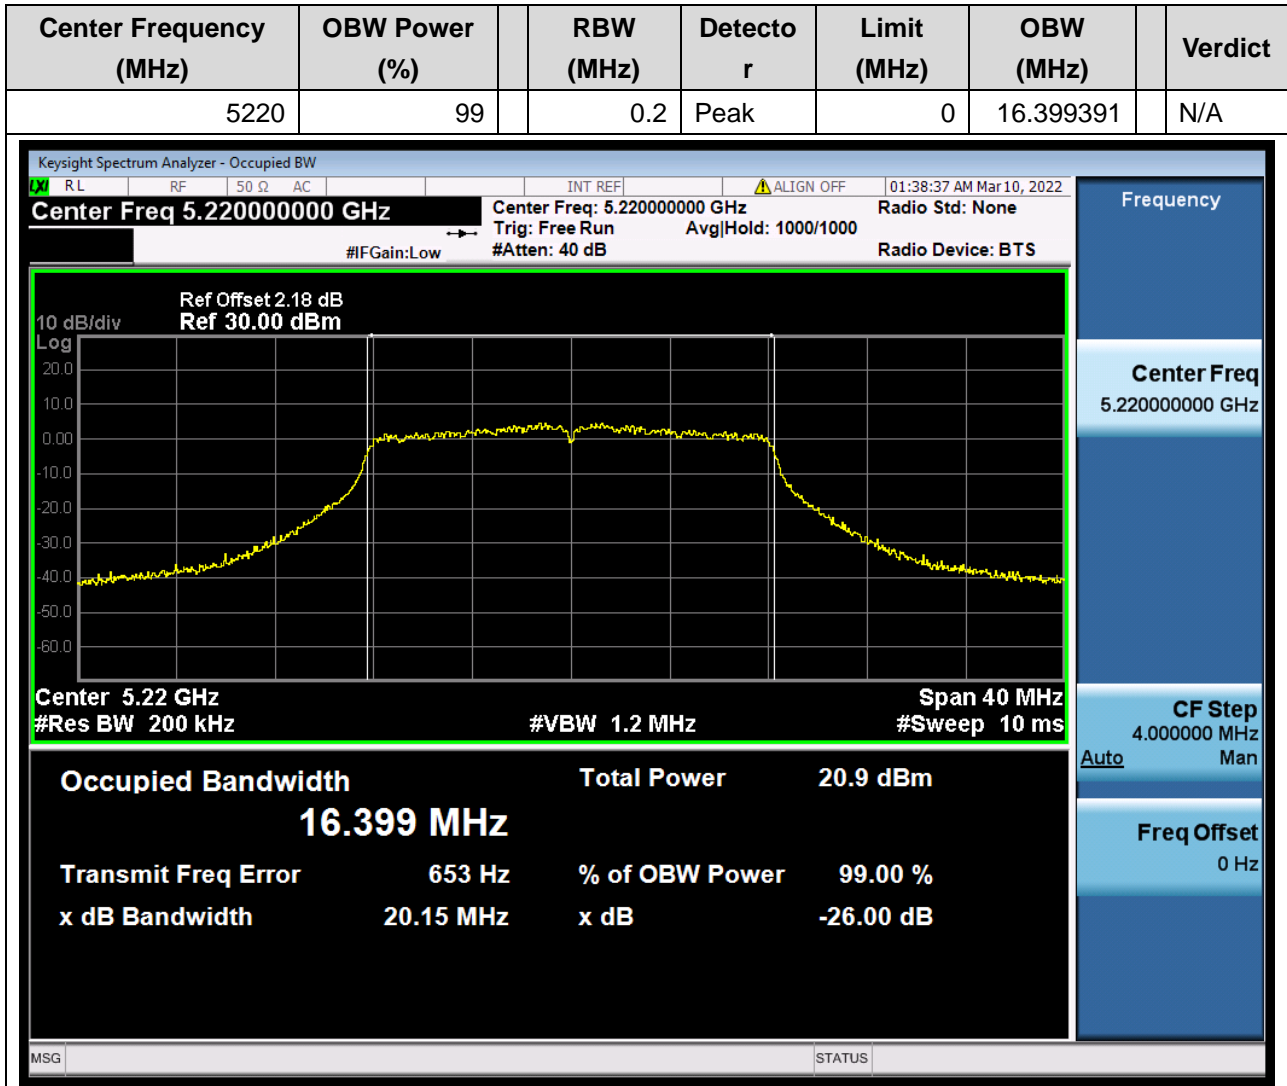 Center Frequency (MHz) OBW Power (%) RBW (MHz) Detecto r Limit (MHz) OBW (MHz) Verdict
5220 99 0.2 Peak 0 16.399391 N/A
Keysight Spectrum Analyzer - Occupied BW
LXI RL RF 50 Ω AC INT REF ALIGN OFF 01:38:37 AM Mar 10, 2022
Center Freq 5.220000000 GHz Center Freq: 5.220000000 GHz Radio Std: None
Trig: Free Run Avg|Hold: 1000/1000
#IFGain:Low #Atten: 40 dB Radio Device: BTS
Frequency
Ref Offset 2.18 dB
10 dB/div Ref 30.00 dBm
Log
20.0
10.0
0.00
-10.0
-20.0
-30.0
-40.0
-50.0
-60.0
Center 5.22 GHz Span 40 MHz
#Res BW 200 kHz #VBW 1.2 MHz #Sweep 10 ms
Center Freq
5.220000000 GHz
CF Step
4.000000 MHz
Auto Man
Freq Offset
0 Hz
Occupied Bandwidth Total Power 20.9 dBm
16.399 MHz
Transmit Freq Error 653 Hz % of OBW Power 99.00 %
x dB Bandwidth 20.15 MHz x dB -26.00 dB
MSG STATUS